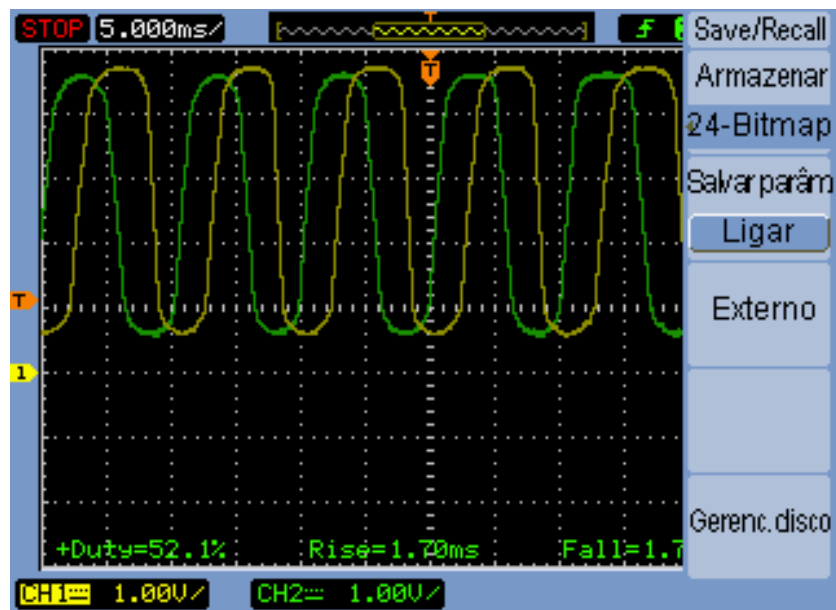 STOP 5.000ms/
Save/Recall
Armazenar
24-Bitmap
Salvar parâm
Ligar
Externo
Gerenc.disco
T
T
T
1
+Duty=52.1% Rise=1.70ms Fall=1.7
CH1 1.00V/ CH2 1.00V/